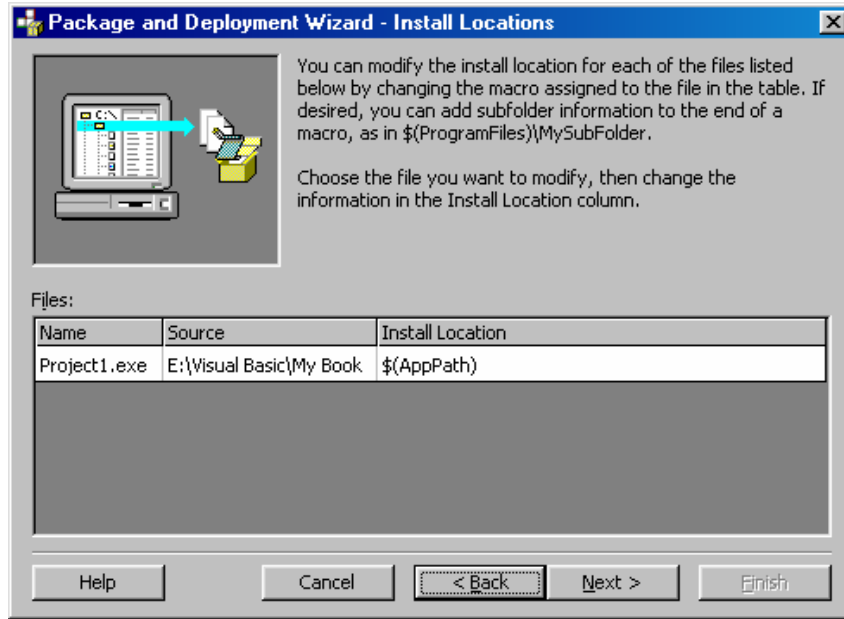 Package and Deployment Wizard - Install Locations
You can modify the install location for each of the files listed
below by changing the macro assigned to the file in the table. If
desired, you can add subfolder information to the end of a
macro, as in $(ProgramFiles)\MySubFolder.
Choose the file you want to modify, then change the
information in the Install Location column.
C:\
Files:
Name Source Install Location
Project1.exe E:\Visual Basic\My Book $(AppPath)
Help Cancel < Back Next > Finish